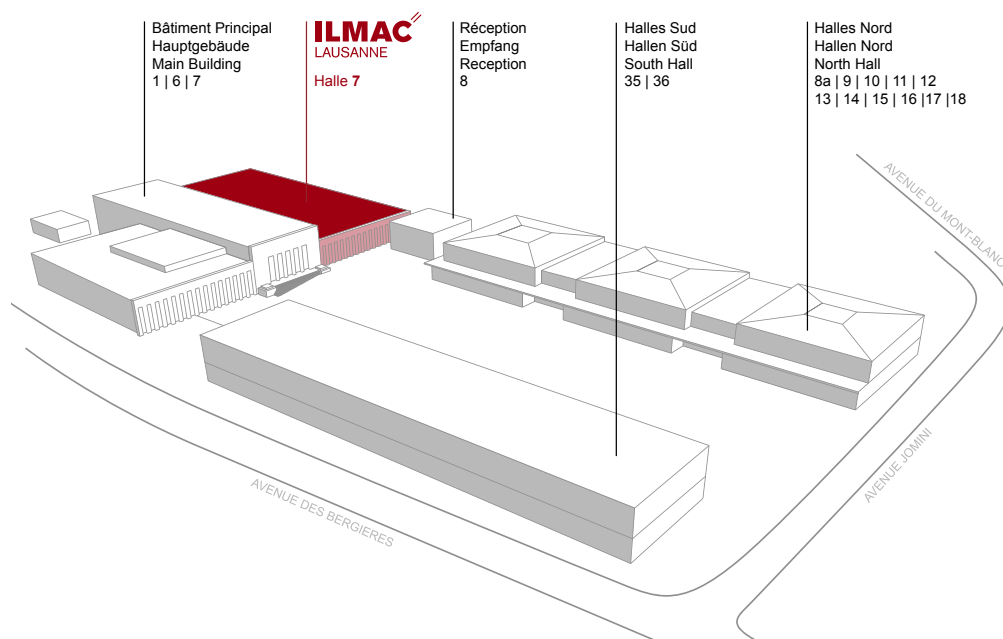 Bâtiment Principal
Hauptgebäude
Main Building
1 | 6 | 7
ILMAC
LAUSANNE
Halle 7
Réception
Empfang
Reception
8
Halles Sud
Hallen Süd
South Hall
35 | 36
Halles Nord
Hallen Nord
North Hall
8a | 9 | 10 | 11 | 12
13 | 14 | 15 | 16 |17 |18
AVENUE DU MONT-BLANC
AVENUE JOMINI
AVENUE DES BERGIERES